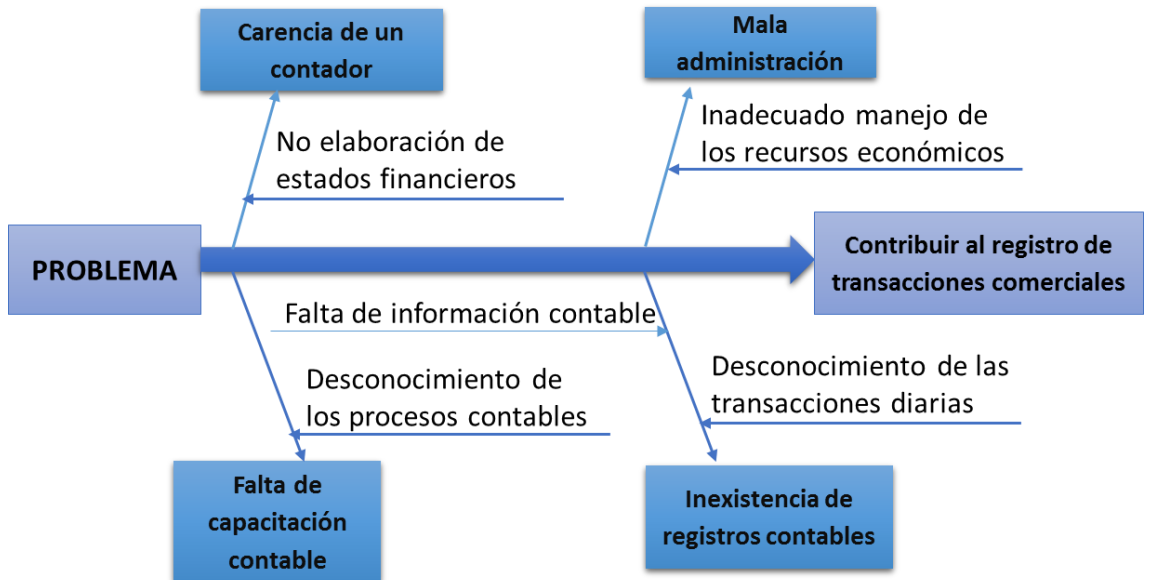 Carencia de un
contador
Mala
administración
No elaboración de
estados financieros
Inadecuado manejo de
los recursos económicos
PROBLEMA
Contribuir al registro de
transacciones comerciales
Falta de información contable
Desconocimiento de
los procesos contables
Desconocimiento de las
transacciones diarias
Falta de
capacitación
contable
Inexistencia de
registros contables